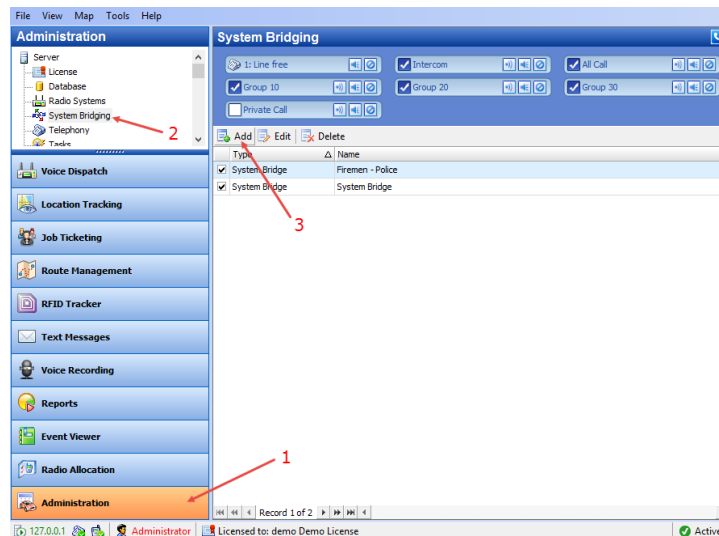 File View Map Tools Help
Administration
Server
License
Database
Radio Systems
System Bridging
Telephony
Tasks
2
Voice Dispatch
Location Tracking
Job Ticketing
Route Management
RFID Tracker
Text Messages
Voice Recording
Reports
Event Viewer
Radio Allocation
Administration
1
System Bridging
1: Line free Intercom All Call
Group 10 Group 20 Group 30
Private Call
Add Edit Delete
Type Name
System Bridge Firemen - Police
System Bridge System Bridge
3
Record 1 of 2
127.0.0.1 Administrator Licensed to: demo Demo License Active